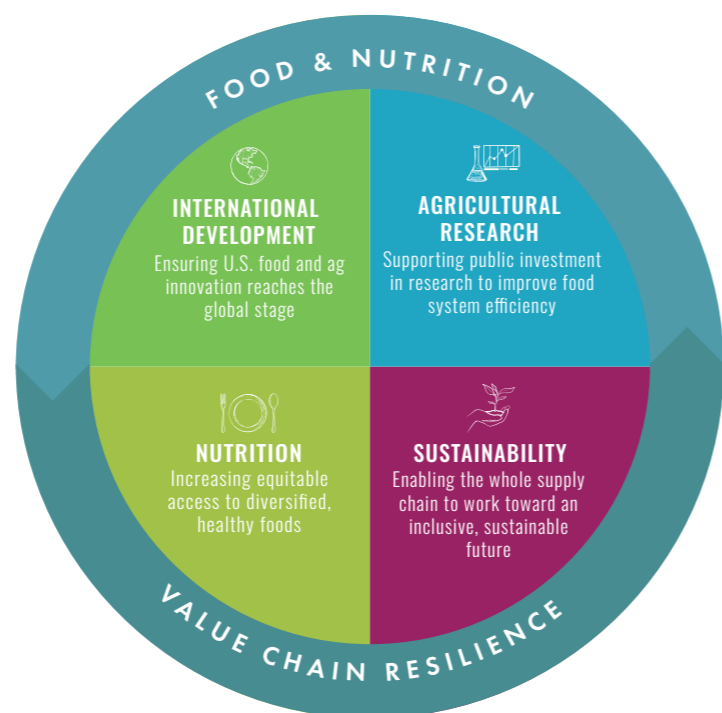 FOOD & NUTRITION
INTERNATIONAL
DEVELOPMENT
Ensuring U.S. food and ag
innovation reaches the
global stage
AGRICULTURAL
RESEARCH
Supporting public investment
in research to improve food
system efficiency
NUTRITION
Increasing equitable
access to diversified,
healthy foods
SUSTAINABILITY
Enabling the whole supply
chain to work toward an
inclusive, sustainable
future
VALUE CHAIN RESILIENCE